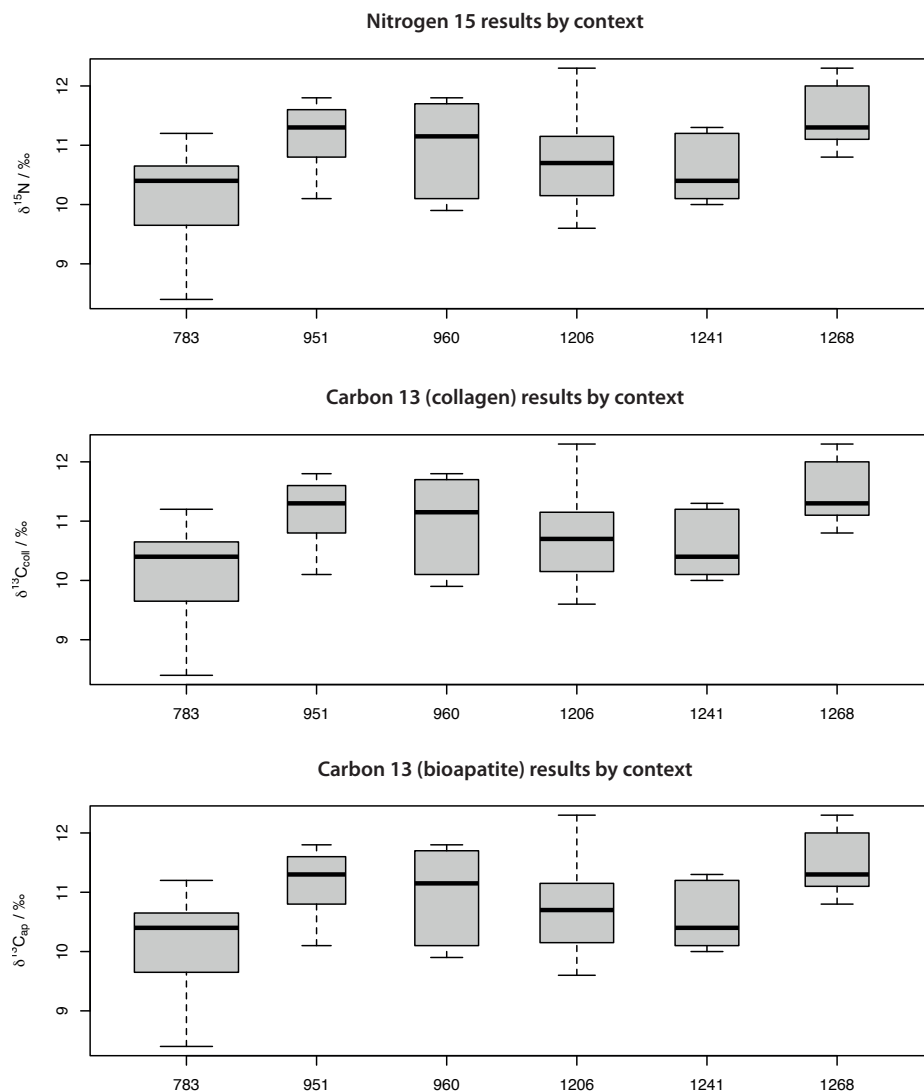 Nitrogen 15 results by context
12
11
10
9
δ15N / ‰
783 951 960 1206 1241 1268
Carbon 13 (collagen) results by context
12
11
10
9
δ13Ccoll / ‰
783 951 960 1206 1241 1268
Carbon 13 (bioapatite) results by context
12
11
10
9
δ13Cap / ‰
783 951 960 1206 1241 1268